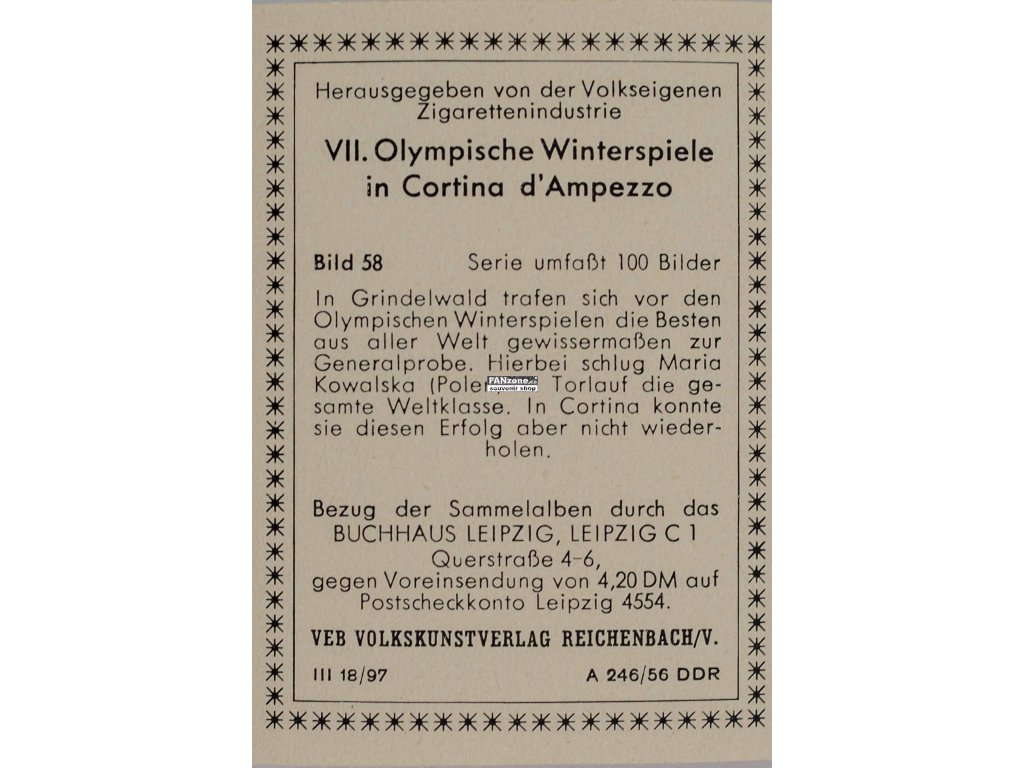 Herausgegeben von der Volkseigenen
Zigarettenindustrie
VII. Olympische Winterspiele
in Cortina d'Ampezzo
Bild 58 Serie umfaßt 100 Bilder
In Grindelwald trafen sich vor den
Olympischen Winterspielen die Besten
aus aller Welt gewissermaßen zur
Generalprobe. Hierbei schlug Maria
Kowalska (Polen Torlauf die ge-
samte Weltklasse. In Cortina konnte
sie diesen Erfolg aber nicht wieder-
holen.
FANzone
souvenir shop
Bezug der Sammelalben durch das
BUCHHAUS LEIPZIG, LEIPZIG C 1
Querstraße 4-6,
gegen Voreinsendung von 4,20 DM auf
Postscheckkonto Leipzig 4554.
VEB VOLKSKUNSTVERLAG REICHENBACH/V.
III 18/97 A 246/56 DDR